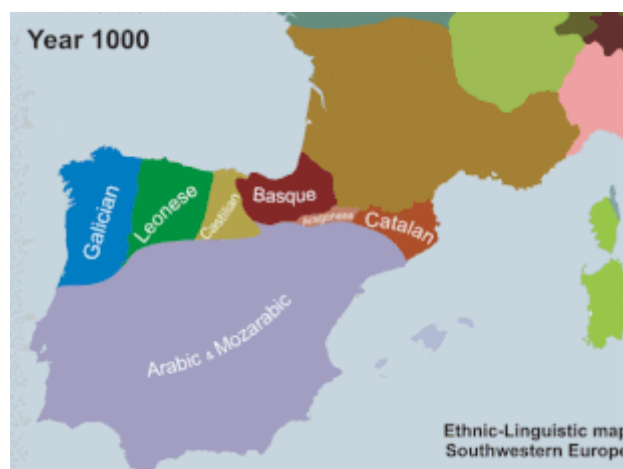 Year 1000
Galician
Leonese
Castilian
Basque
Aragonese
Catalan
Arabic & Mozarabic
Ethnic-Linguistic map
Southwestern Europe